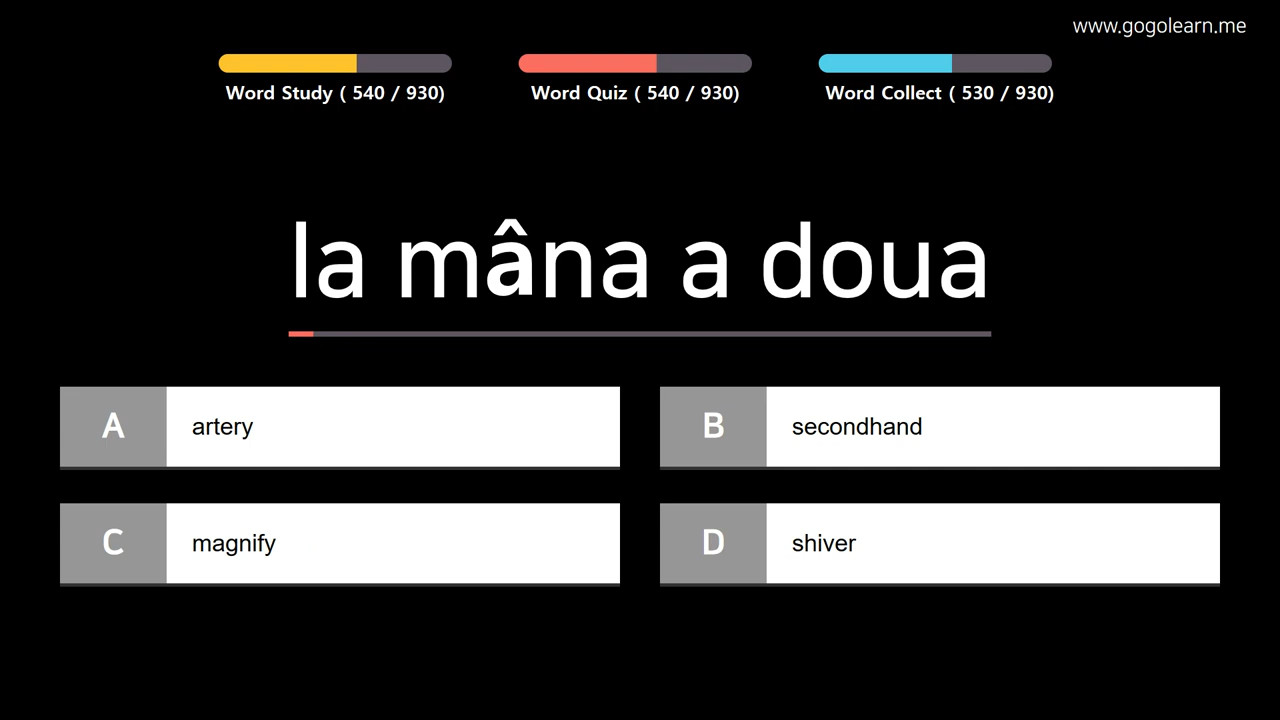 www.gogolearn.me
Word Study ( 540 / 930)
Word Quiz ( 540 / 930)
Word Collect ( 530 / 930)
la mâna a doua
A artery
B secondhand
C magnify
D shiver